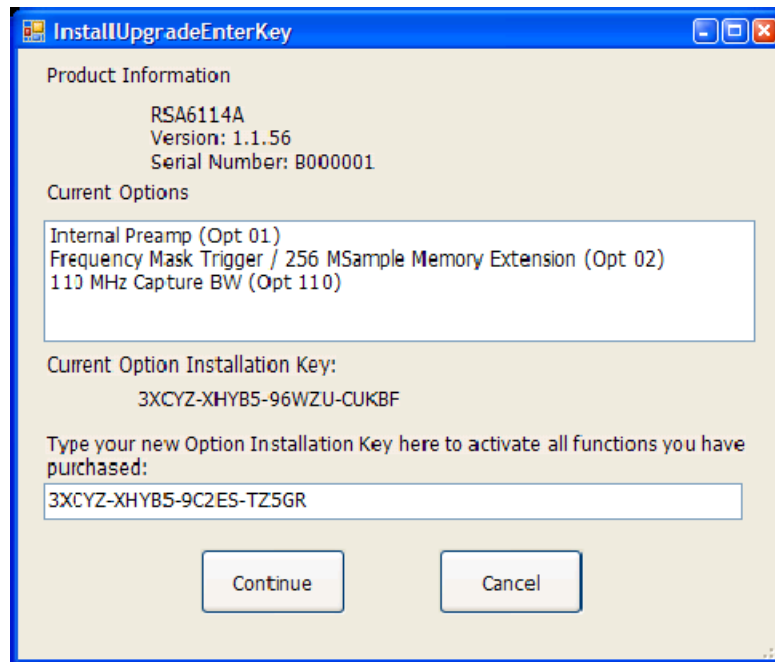 InstallUpgradeEnterKey
Product Information
RSA6114A
Version: 1.1.56
Serial Number: B000001
Current Options
Internal Preamp (Opt 01)
Frequency Mask Trigger / 256 MSample Memory Extension (Opt 02)
110 MHz Capture BW (Opt 110)
Current Option Installation Key:
3XCYZ-XHYB5-96WZU-CUKBF
Type your new Option Installation Key here to activate all functions you have
purchased:
3XCYZ-XHYB5-9C2ES-TZ5GR
Continue
Cancel